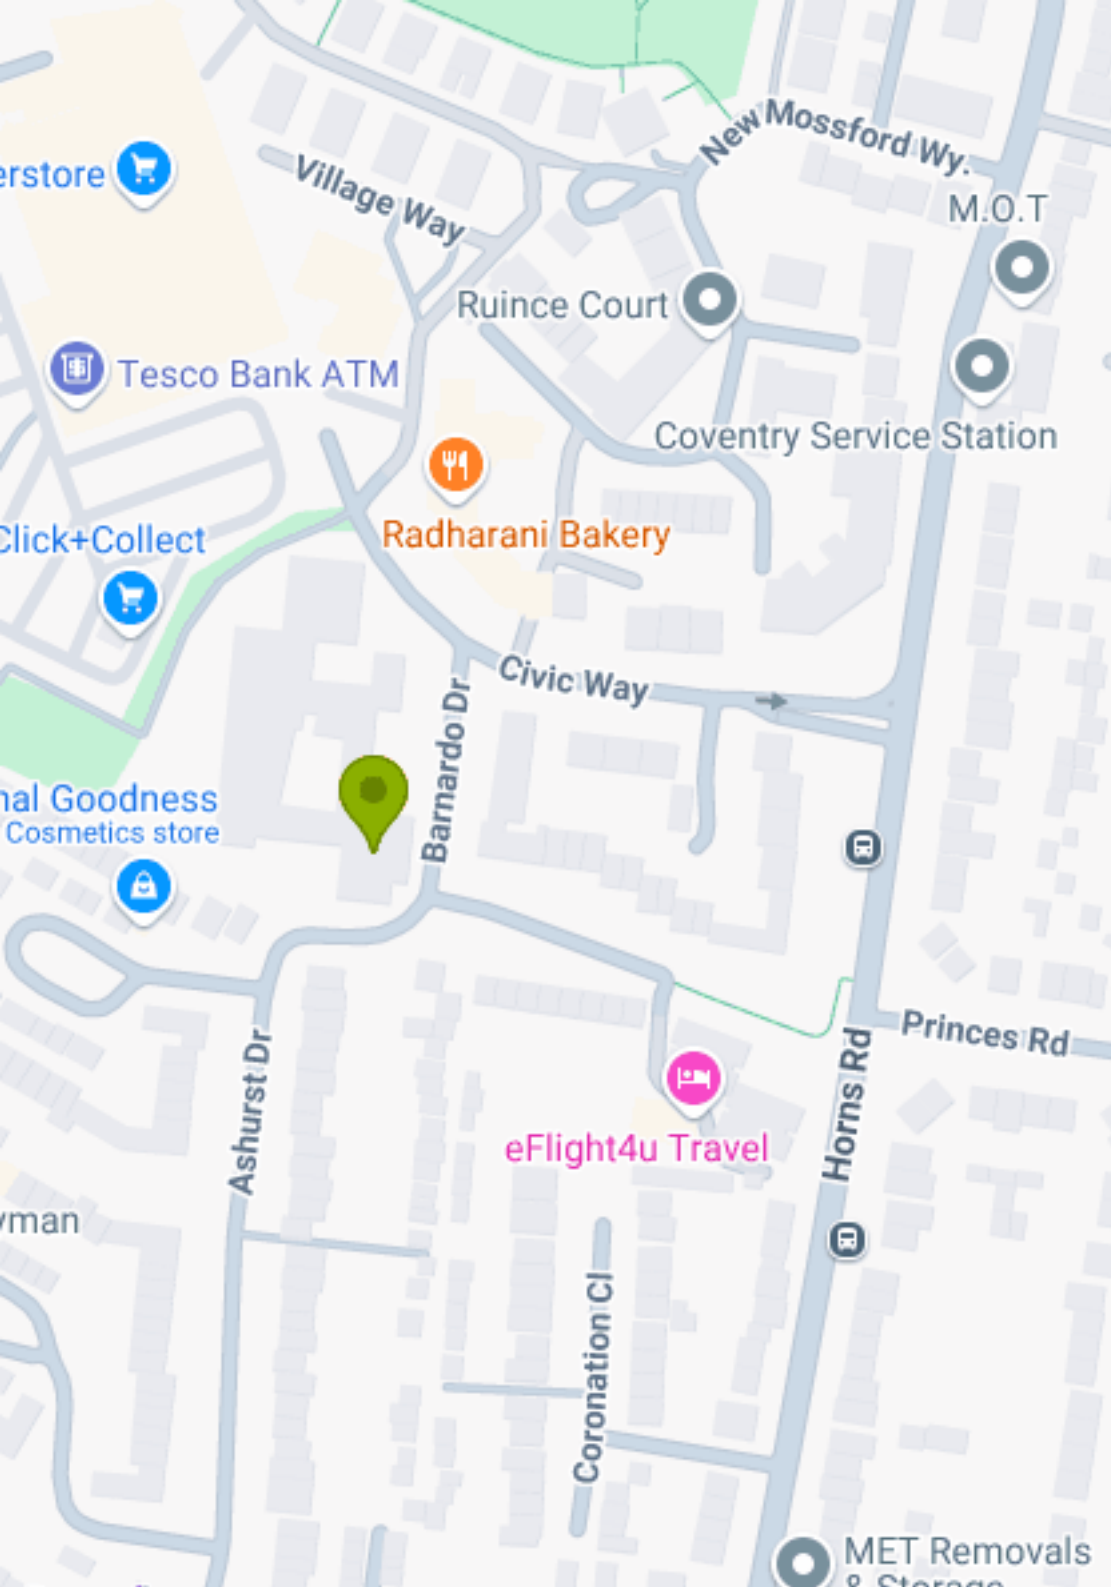 New Mossford Wy.
erstore
Village Way
M.O.T
Ruince Court
Tesco Bank ATM
Coventry Service Station
Radharani Bakery
Click+Collect
Civic Way
Barnardo Dr
nal Goodness
Cosmetics store
Princes Rd
Ashurst Dr
Horns Rd
eFlight4u Travel
yman
Coronation Cl
MET Removals
& Storage